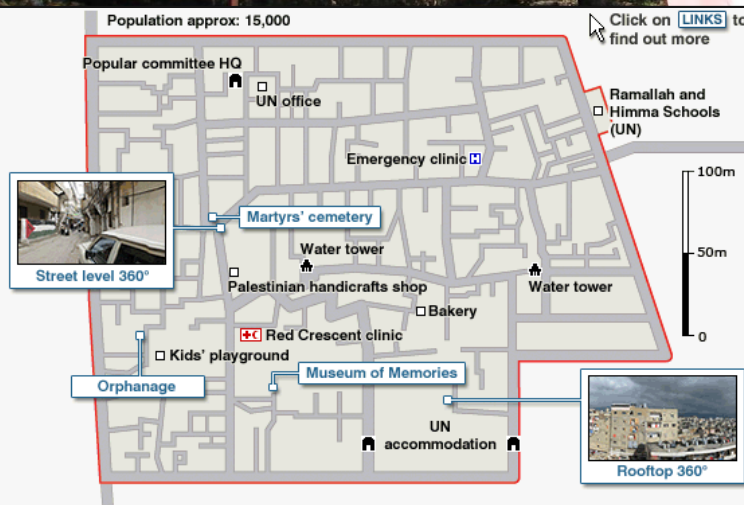 Population approx: 15,000
Click on LINKS to
find out more
Popular committee HQ
UN office
Ramallah and
Himma Schools
(UN)
Emergency clinic H
100m
Martyrs' cemetery
Street level 360°
Water tower
50m
Palestinian handicrafts shop
Water tower
Bakery
Red Crescent clinic
0
Kids' playground
Museum of Memories
Orphanage
UN
accommodation
Rooftop 360°